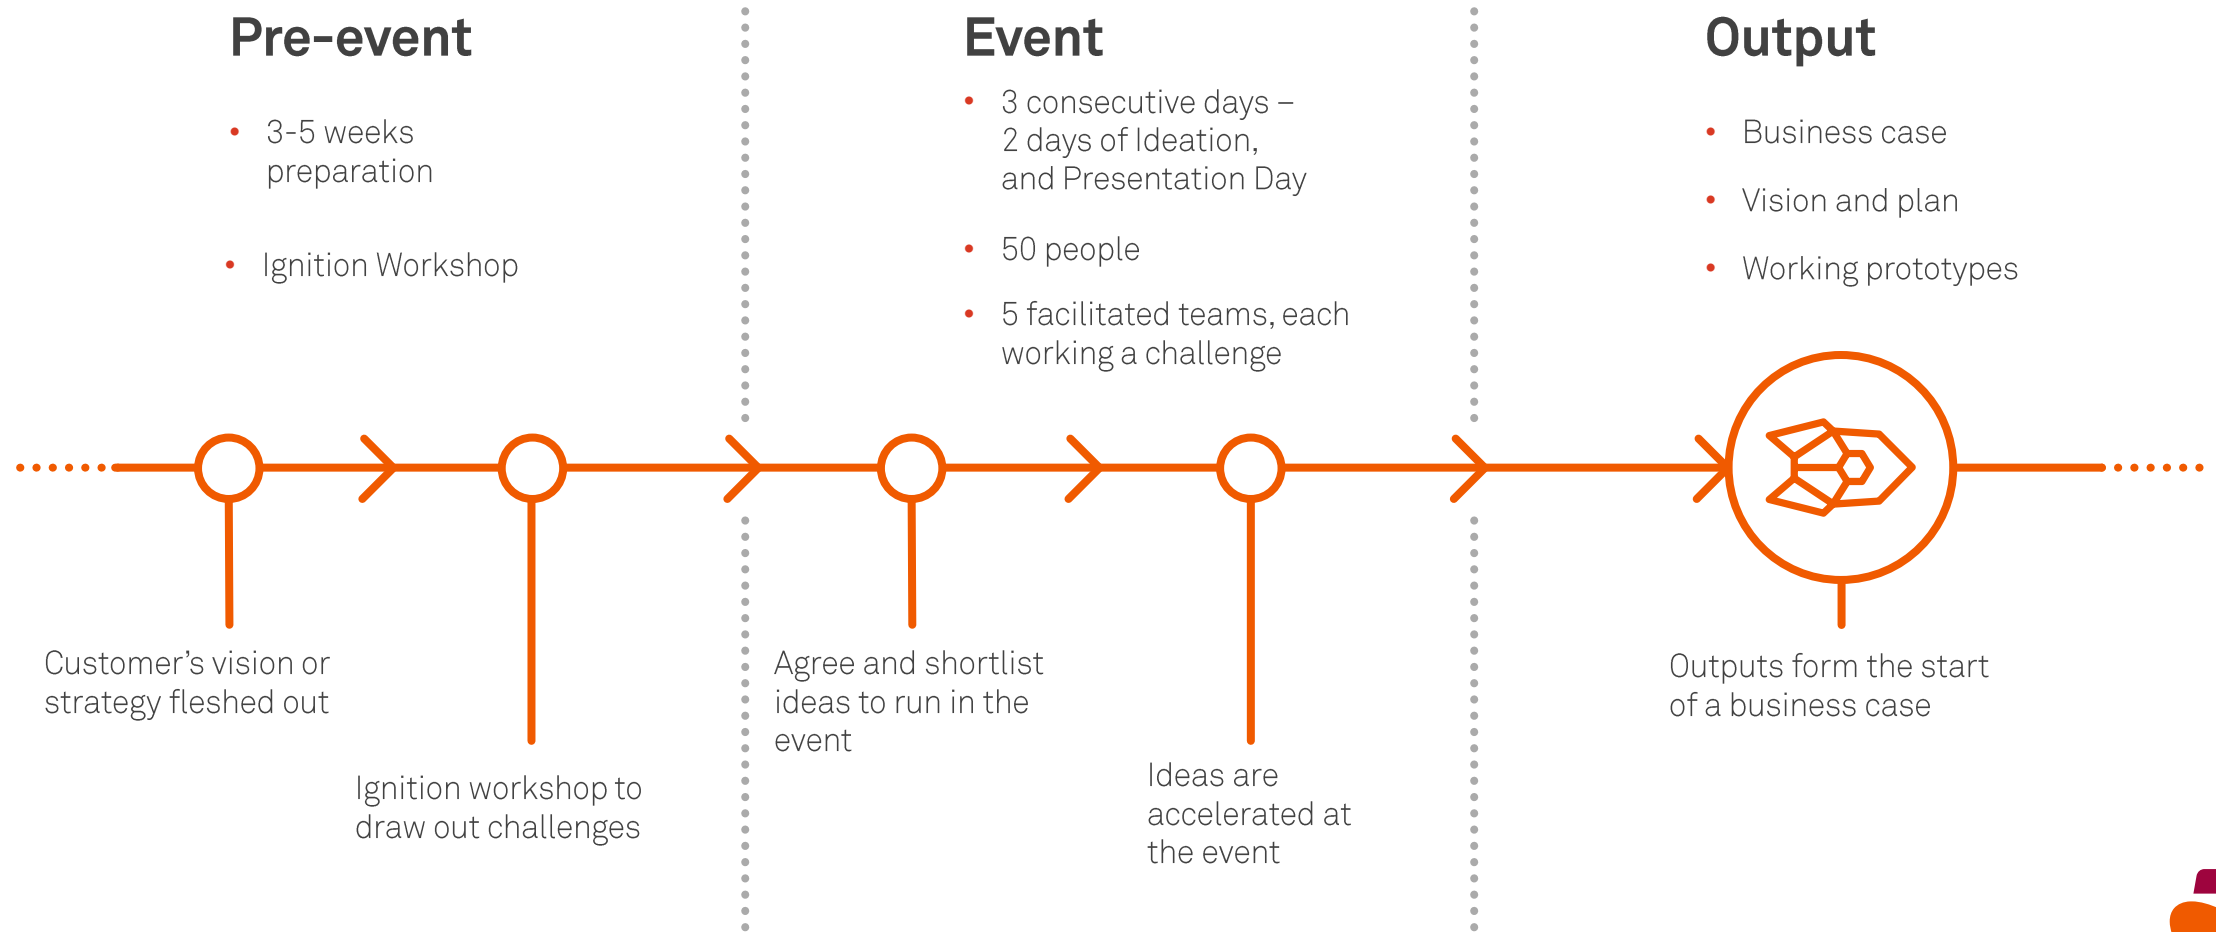 Pre-event
• 3-5 weeks
preparation
• Ignition Workshop
Customer’s vision or
strategy fleshed out
Ignition workshop to
draw out challenges
Event
• 3 consecutive days –
2 days of Ideation,
and Presentation Day
• 50 people
• 5 facilitated teams, each
working a challenge
Agree and shortlist
ideas to run in the
event
Ideas are
accelerated at
the event
Output
• Business case
• Vision and plan
• Working prototypes
Outputs form the start
of a business case